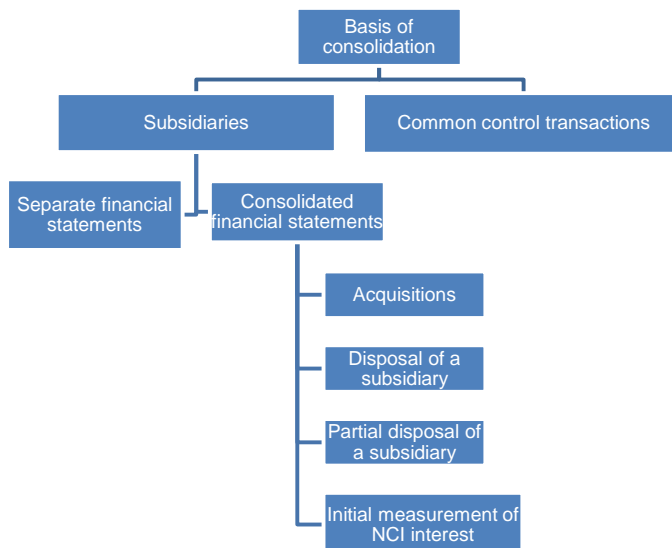 Basis of
consolidation
Subsidiaries
Common control transactions
Separate financial
statements
Consolidated
financial statements
Acquisitions
Disposal of a
subsidiary
Partial disposal of
a subsidiary
Initial measurement of
NCI interest